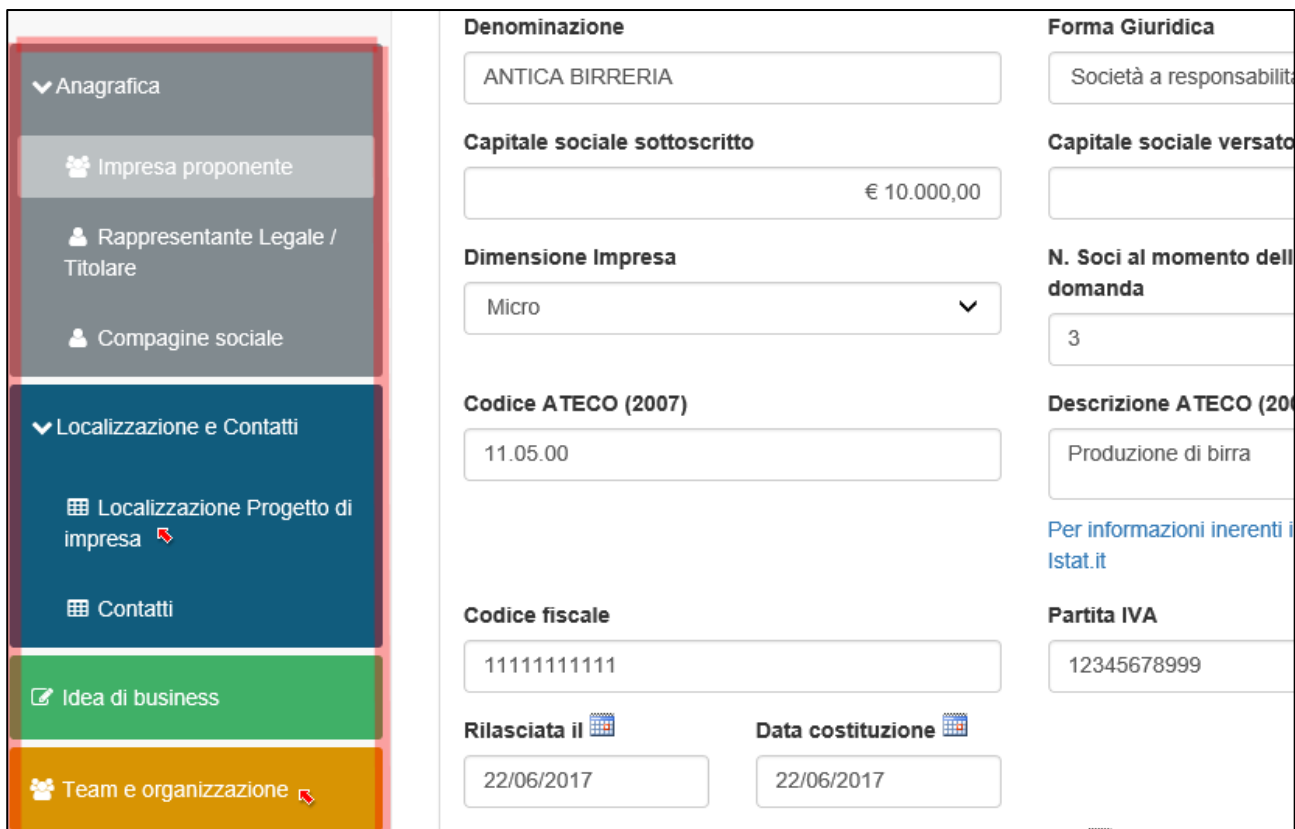 Anagrafica
Impresa proponente
Rappresentante Legale /
Titolare
Compagine sociale
Localizzazione e Contatti
Localizzazione Progetto di
impresa
Contatti
Idea di business
Team e organizzazione
Denominazione
ANTICA BIRRERIA
Forma Giuridica
Società a responsabilità
Capitale sociale sottoscritto
€ 10.000,00
Capitale sociale versato
Dimensione Impresa
Micro
N. Soci al momento dell
domanda
3
Codice ATECO (2007)
11.05.00
Descrizione ATECO (200
Produzione di birra
Per informazioni inerenti i
Istat.it
Codice fiscale
11111111111
Partita IVA
12345678999
Rilasciata il
22/06/2017
Data costituzione
22/06/2017